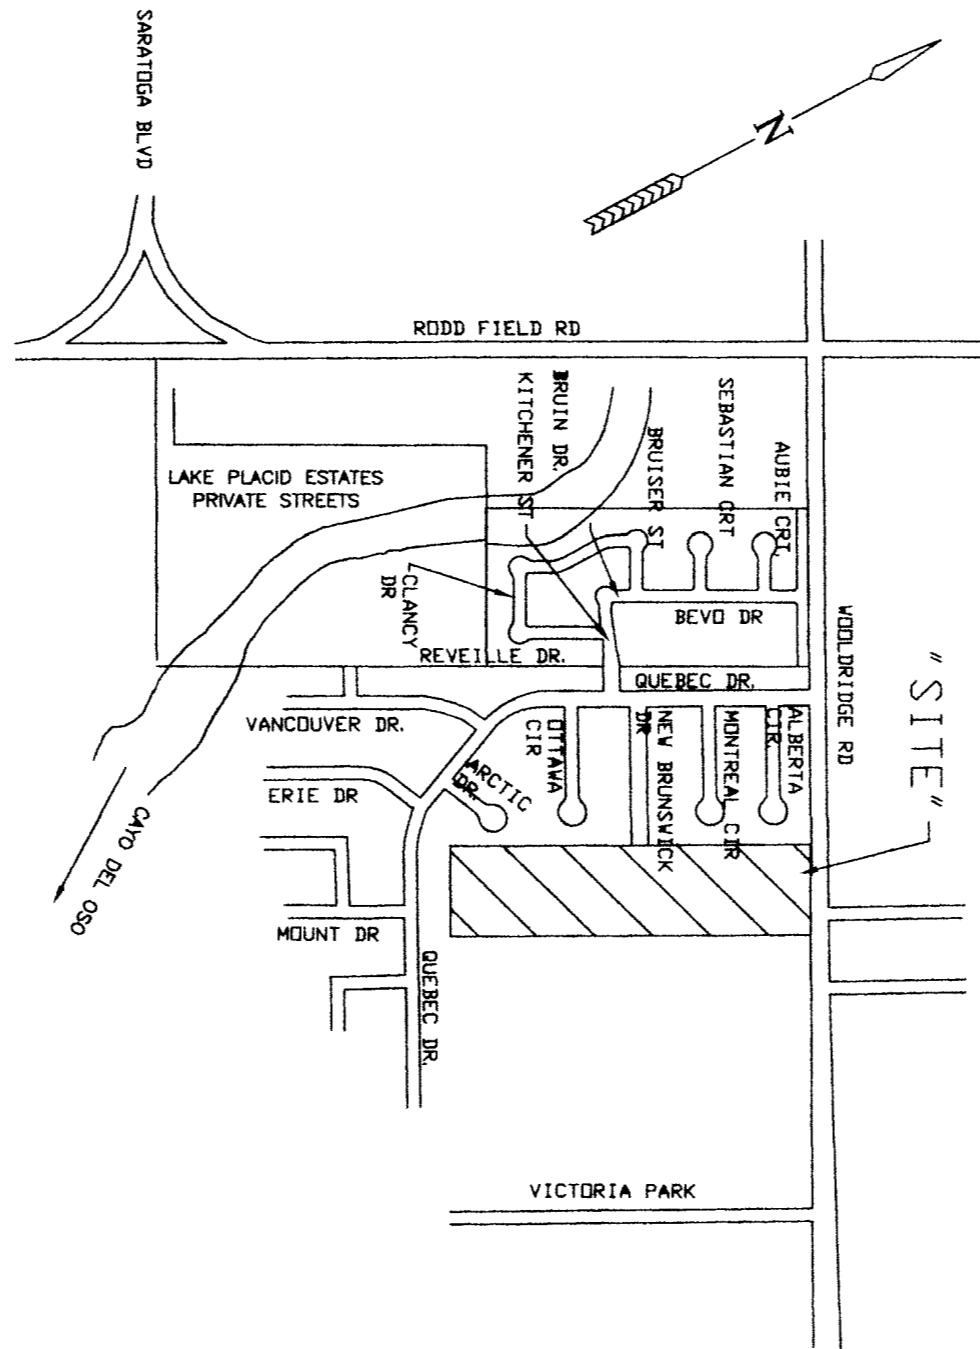 SARATOGA BLVD
N
RODD FIELD RD
BRUIN DR.
KITCHENER ST
BRUISER ST
SEBASTIAN CRT
AUBIE CRT.
LAKE PLACID ESTATES
PRIVATE STREETS
CLANCY
DR
BEVO DR
REVEILLE DR.
QUEBEC DR.
WOOLDRIDGE RD
"SITE"
VANCOUVER DR.
OTTAWA
CIR
NEW BRUNSWICK
DR
MONTREAL CIR
ALBERTA
CIR.
ARCTIC
DR.
ERIE DR
CAYO DEL OSO
MOUNT DR
QUEBEC DR.
VICTORIA PARK